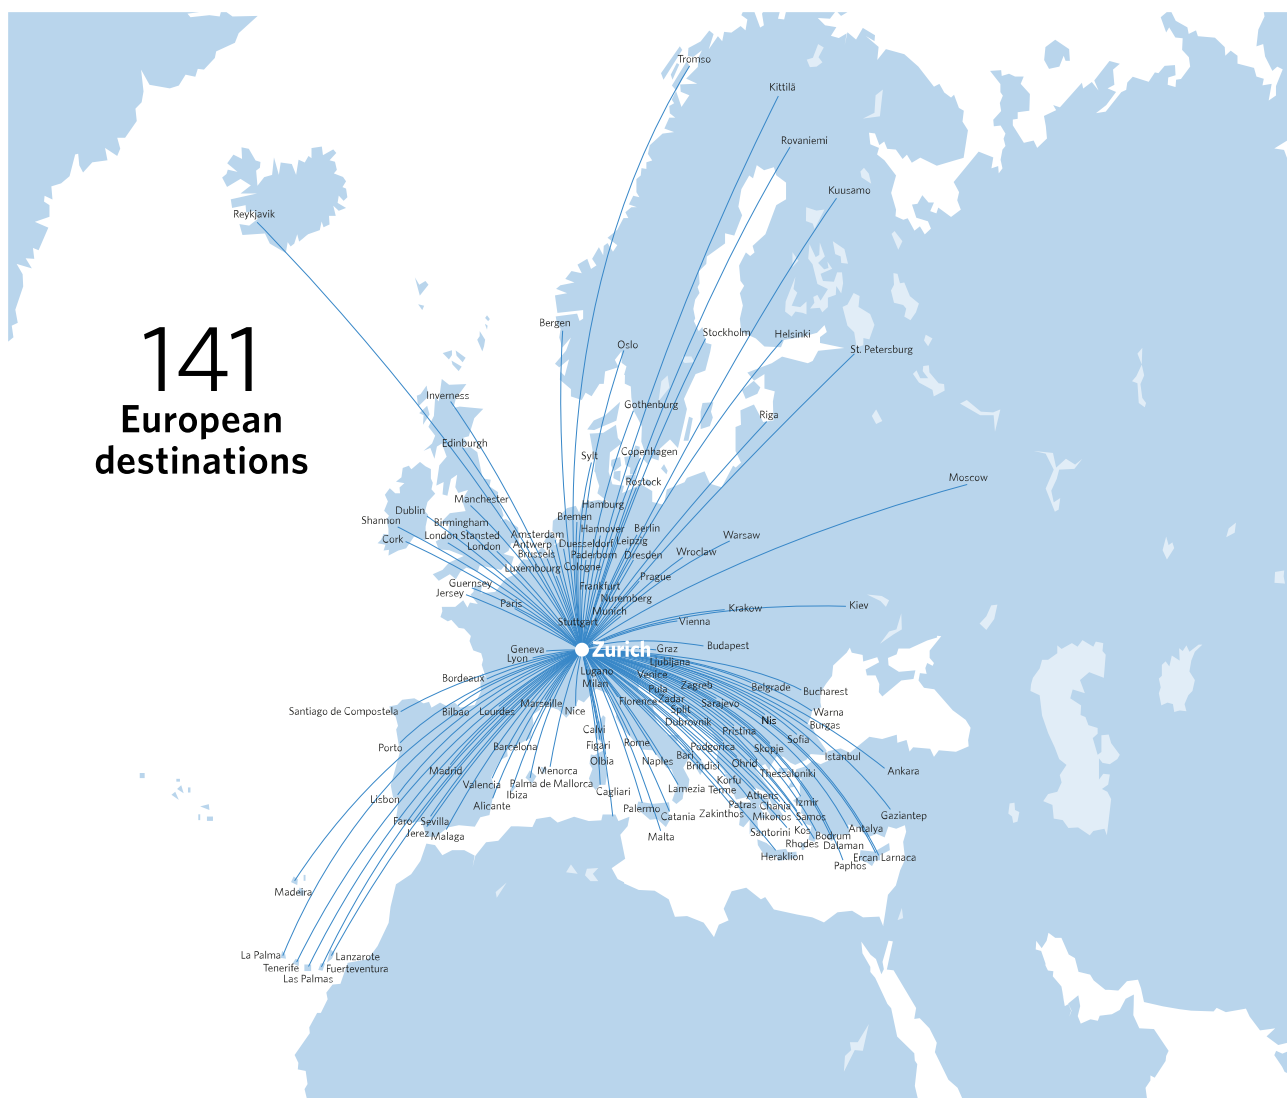 Tromso
Kittilä
Rovaniemi
Kuusamo
Reykjavik
141
European
destinations
Bergen
Oslo
Stockholm
Helsinki
St. Petersburg
Inverness
Gothenburg
Riga
Edinburgh
Sylt
Copenhagen
Moscow
Rostock
Manchester
Hamburg
Dublin
Bremen
Shannon
Birmingham
Hannover
Berlin
London Stansted
Amsterdam
Warsaw
Cork
London
Antwerp
Duesseldorf
Leipzig
Brussels
Paderborn
Dresden
Wroclaw
Luxembourg
Cologne
Prague
Guernsey
Frankfurt
Jersey
Nuremberg
Paris
Munich
Krakow
Kiev
Stuttgart
Vienna
Geneva
Zurich
Graz
Budapest
Lyon
Ljubljana
Lugano
Venice
Bordeaux
Milan
Pula
Zagreb
Belgrade
Bucharest
Santiago de Compostela
Bilbao
Lourdes
Marseille
Nice
Florence
Zadar
Sarajevo
Split
Warna
Dubrovnik
Nis
Burgas
Calvi
Pristina
Porto
Barcelona
Figari
Rome
Podgorica
Skopje
Sofia
Olbia
Naples
Bari
Brindisi
Ohrid
Istanbul
Madrid
Menorca
Thessaloniki
Ankara
Valencia
Palma de Mallorca
Cagliari
Lamezia Terme
Korfu
Ibiza
Athens
Lisbon
Alicante
Palermo
Patras
Chania
Izmir
Catania
Zakinthos
Mikonos
Samos
Gaziantep
Faro
Sevilla
Jerez
Malaga
Malta
Santorini
Kos
Bodrum
Antalya
Rhodes
Dalaman
Heraklion
Ercan
Larnaca
Paphos
Madeira
La Palma
Lanzarote
Tenerife
Fuerteventura
Las Palmas